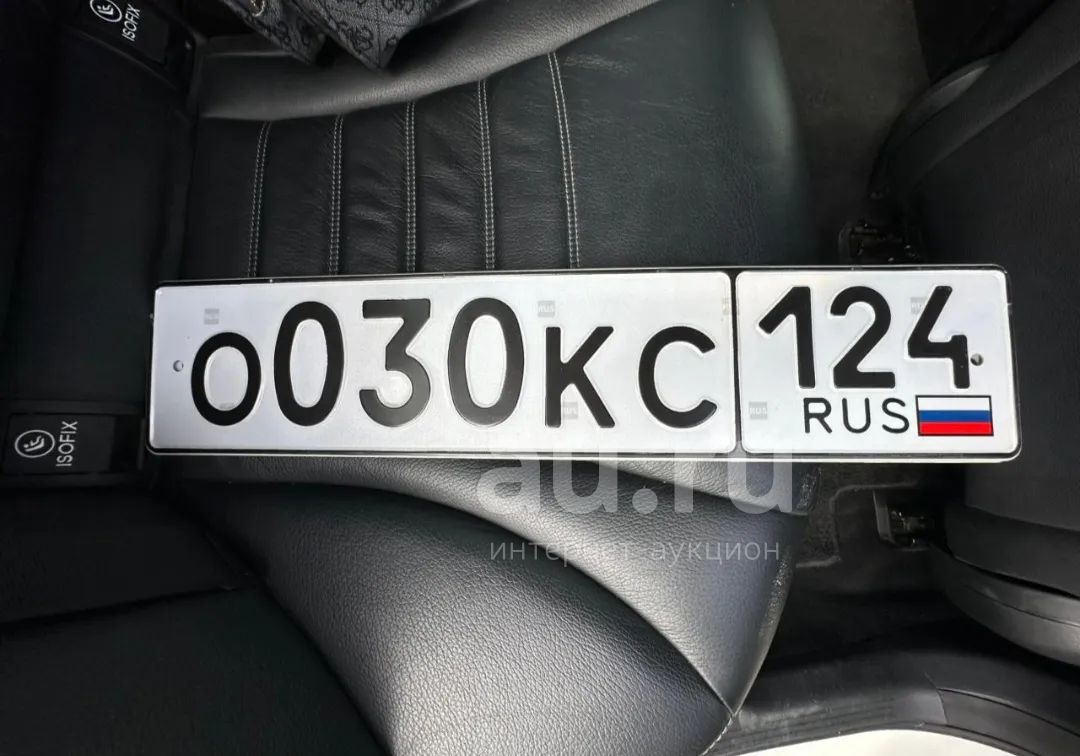 ISOFIX
О030КС 124
RUS
ISOFIX
au.ru
интернет-аукцион